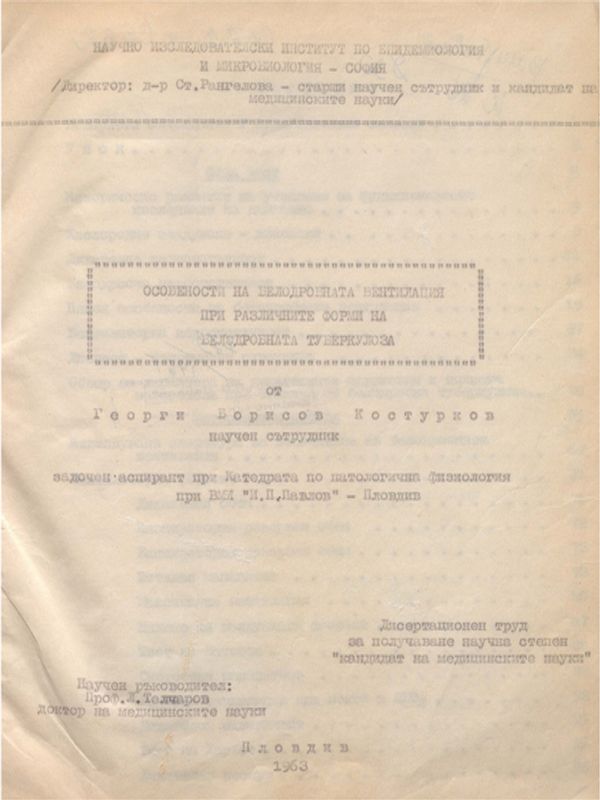 НАУЧНО ИЗСЛЕДОВАТЕЛСКИ ИНСТИТУТ ПО ЕПИДЕМИОЛОГИЯ
И МИКРОБИОЛОГИЯ – СОФИЯ
/Директор: д-р Ст.Рангелова – старши научен сътрудник и кандидат на
медицинските науки/
ОСОБЕНОСТИ НА БЕЛОДРОБНАТА ВЕНТИЛАЦИЯ
ПРИ РАЗЛИЧНИТЕ ФОРМИ НА
БЕЛОДРОБНАТА ТУБЕРКУЛОЗА
от
Георги Борисов Костурков
научен сътрудник
задочен аспирант при Катедрата по патологична физиология
при ВМИ "И.П.Павлов" – Пловдив
Дисертационен труд
за получаване научна степен
"кандидат на медицинските науки"
Научен ръководител:
Проф.Л.Телчаров
доктор на медицинските науки
Пловдив
1963